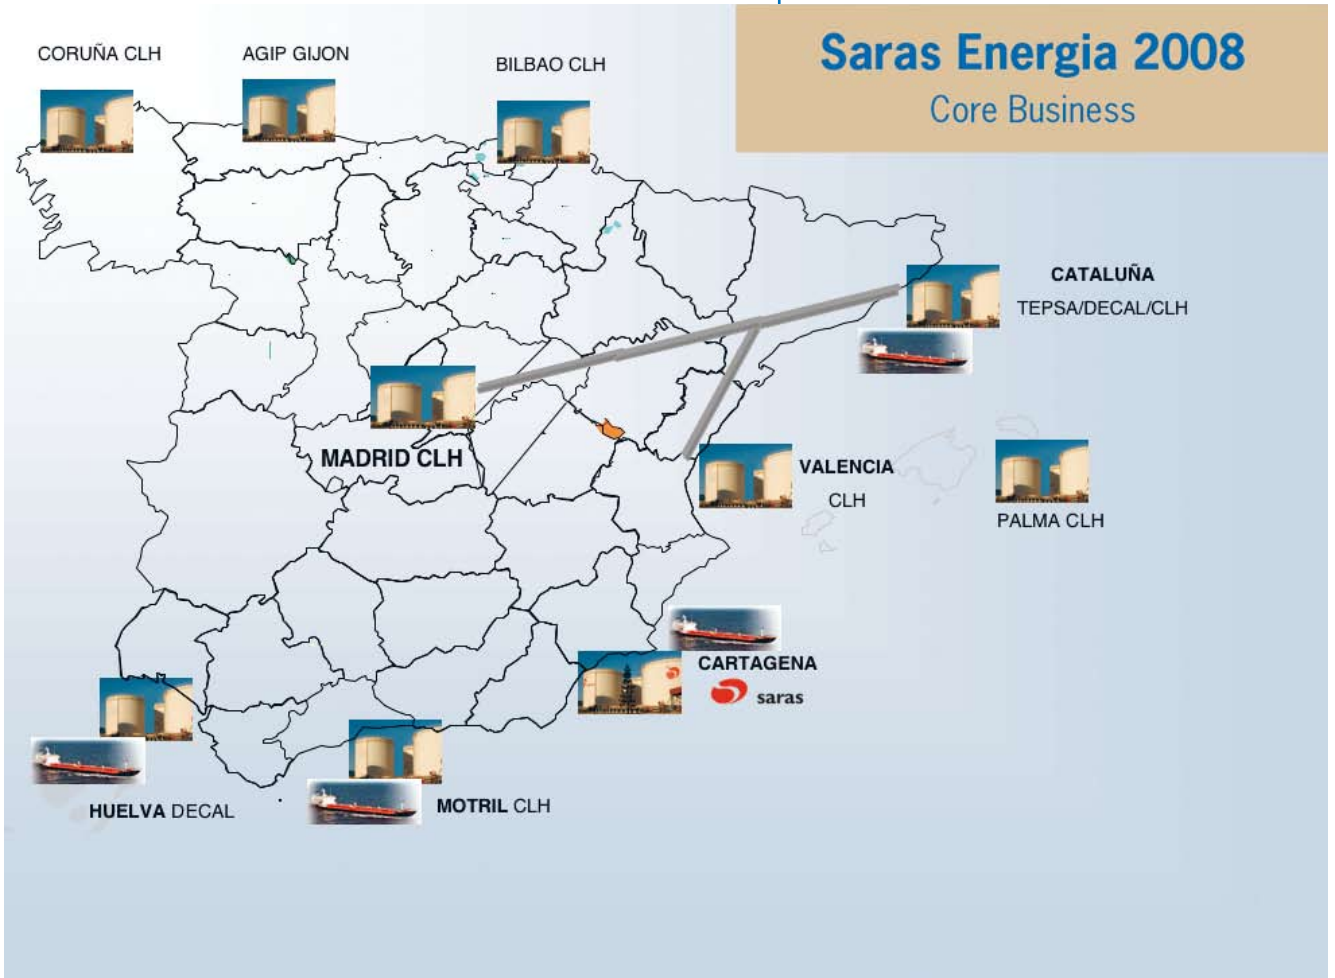 Saras Energia 2008
Core Business
CORUÑA CLH
AGIP GIJON
BILBAO CLH
CATALUÑA
TEPSA/DECAL/CLH
MADRID CLH
VALENCIA
CLH
PALMA CLH
CARTAGENA
saras
HUELVA DECAL
MOTRIL CLH